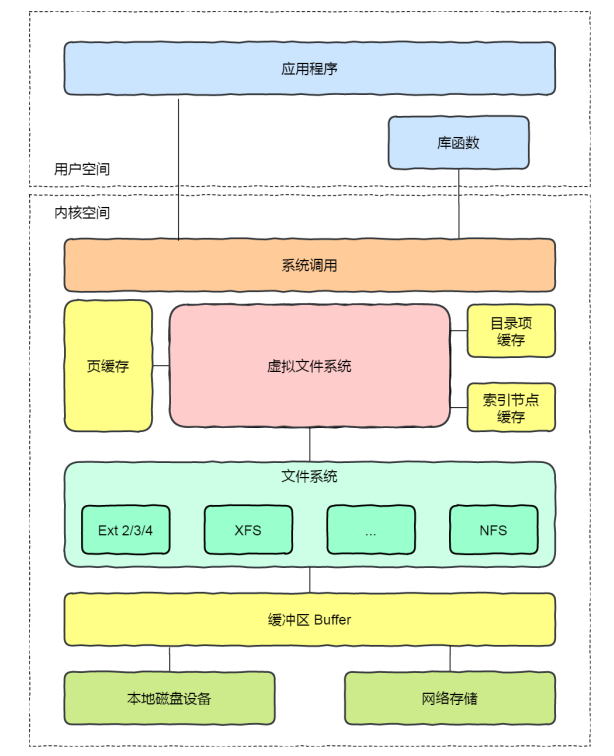 应用程序
库函数
用户空间
内核空间
系统调用
页缓存
虚拟文件系统
目录项
缓存
索引节点
缓存
文件系统
Ext 2/3/4
XFS
...
NFS
缓冲区 Buffer
本地磁盘设备
网络存储